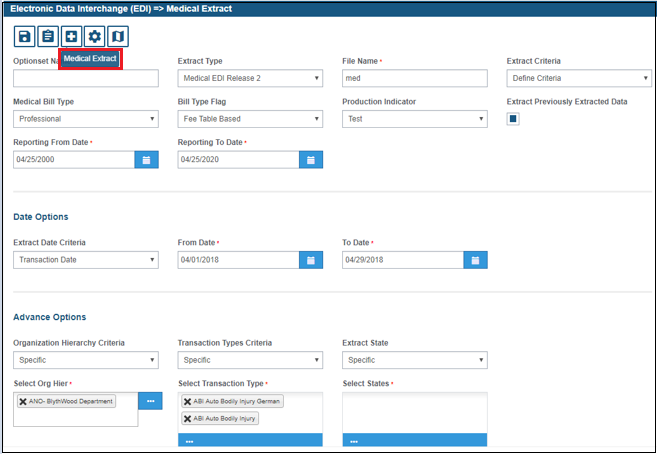 Electronic Data Interchange (EDI) => Medical Extract
Medical Extract
Optionset Na Extract Type File Name * Extract Criteria
Medical EDI Release 2 med Define Criteria
Medical Bill Type Bill Type Flag Production Indicator Extract Previously Extracted Data
Professional Fee Table Based Test
Reporting From Date * Reporting To Date *
04/25/2000 04/25/2020
Date Options
Extract Date Criteria From Date * To Date *
Transaction Date 04/01/2018 04/29/2018
Advance Options
Organization Hierarchy Criteria Transaction Types Criteria Extract State
Specific Specific Specific
Select Org Hier * Select Transaction Type * Select States *
ANO- BlythWood Department ... ABI Auto Bodily Injury German
ABI Auto Bodily Injury
... ...